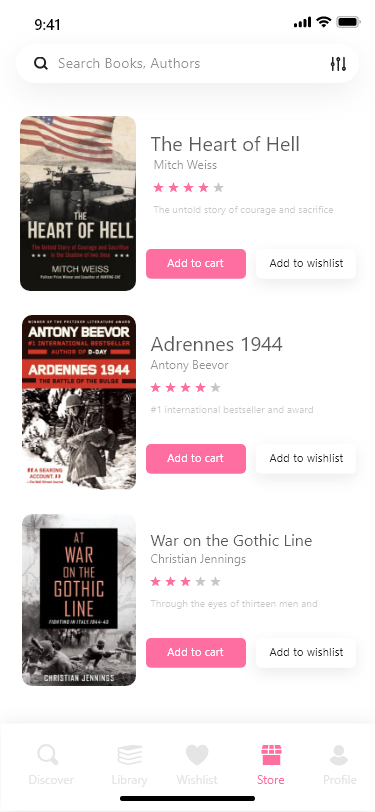 9:41
Search Books, Authors
THE
HEART OF HELL
The Untold Story of Courage and Sacrifice
in the Shadow of Iwo Jima
MITCH WEISS
Pulitzer Prize Winner and Coauthor of HUNTING CHE
The Heart of Hell
Mitch Weiss
The untold story of courage and sacrifice
Add to cart
Add to wishlist
WINNER OF THE PRITZKER LITERATURE AWARD
ANTONY BEEVOR
#1 INTERNATIONAL BESTSELLER
AUTHOR OF D-DAY
ARDENNES 1944
THE BATTLE OF THE BULGE
"A SEARING
ACCOUNT."
Adrennes 1944
Antony Beevor
#1 international bestseller and award
Add to cart
Add to wishlist
AT
WAR
ON THE
GOTHIC
LINE
FIGHTING IN ITALY 1944-45
CHRISTIAN JENNINGS
War on the Gothic Line
Christian Jennings
Through the eyes of thirteen men and
Add to cart
Add to wishlist
Discover
Library
Wishlist
Store
Profile